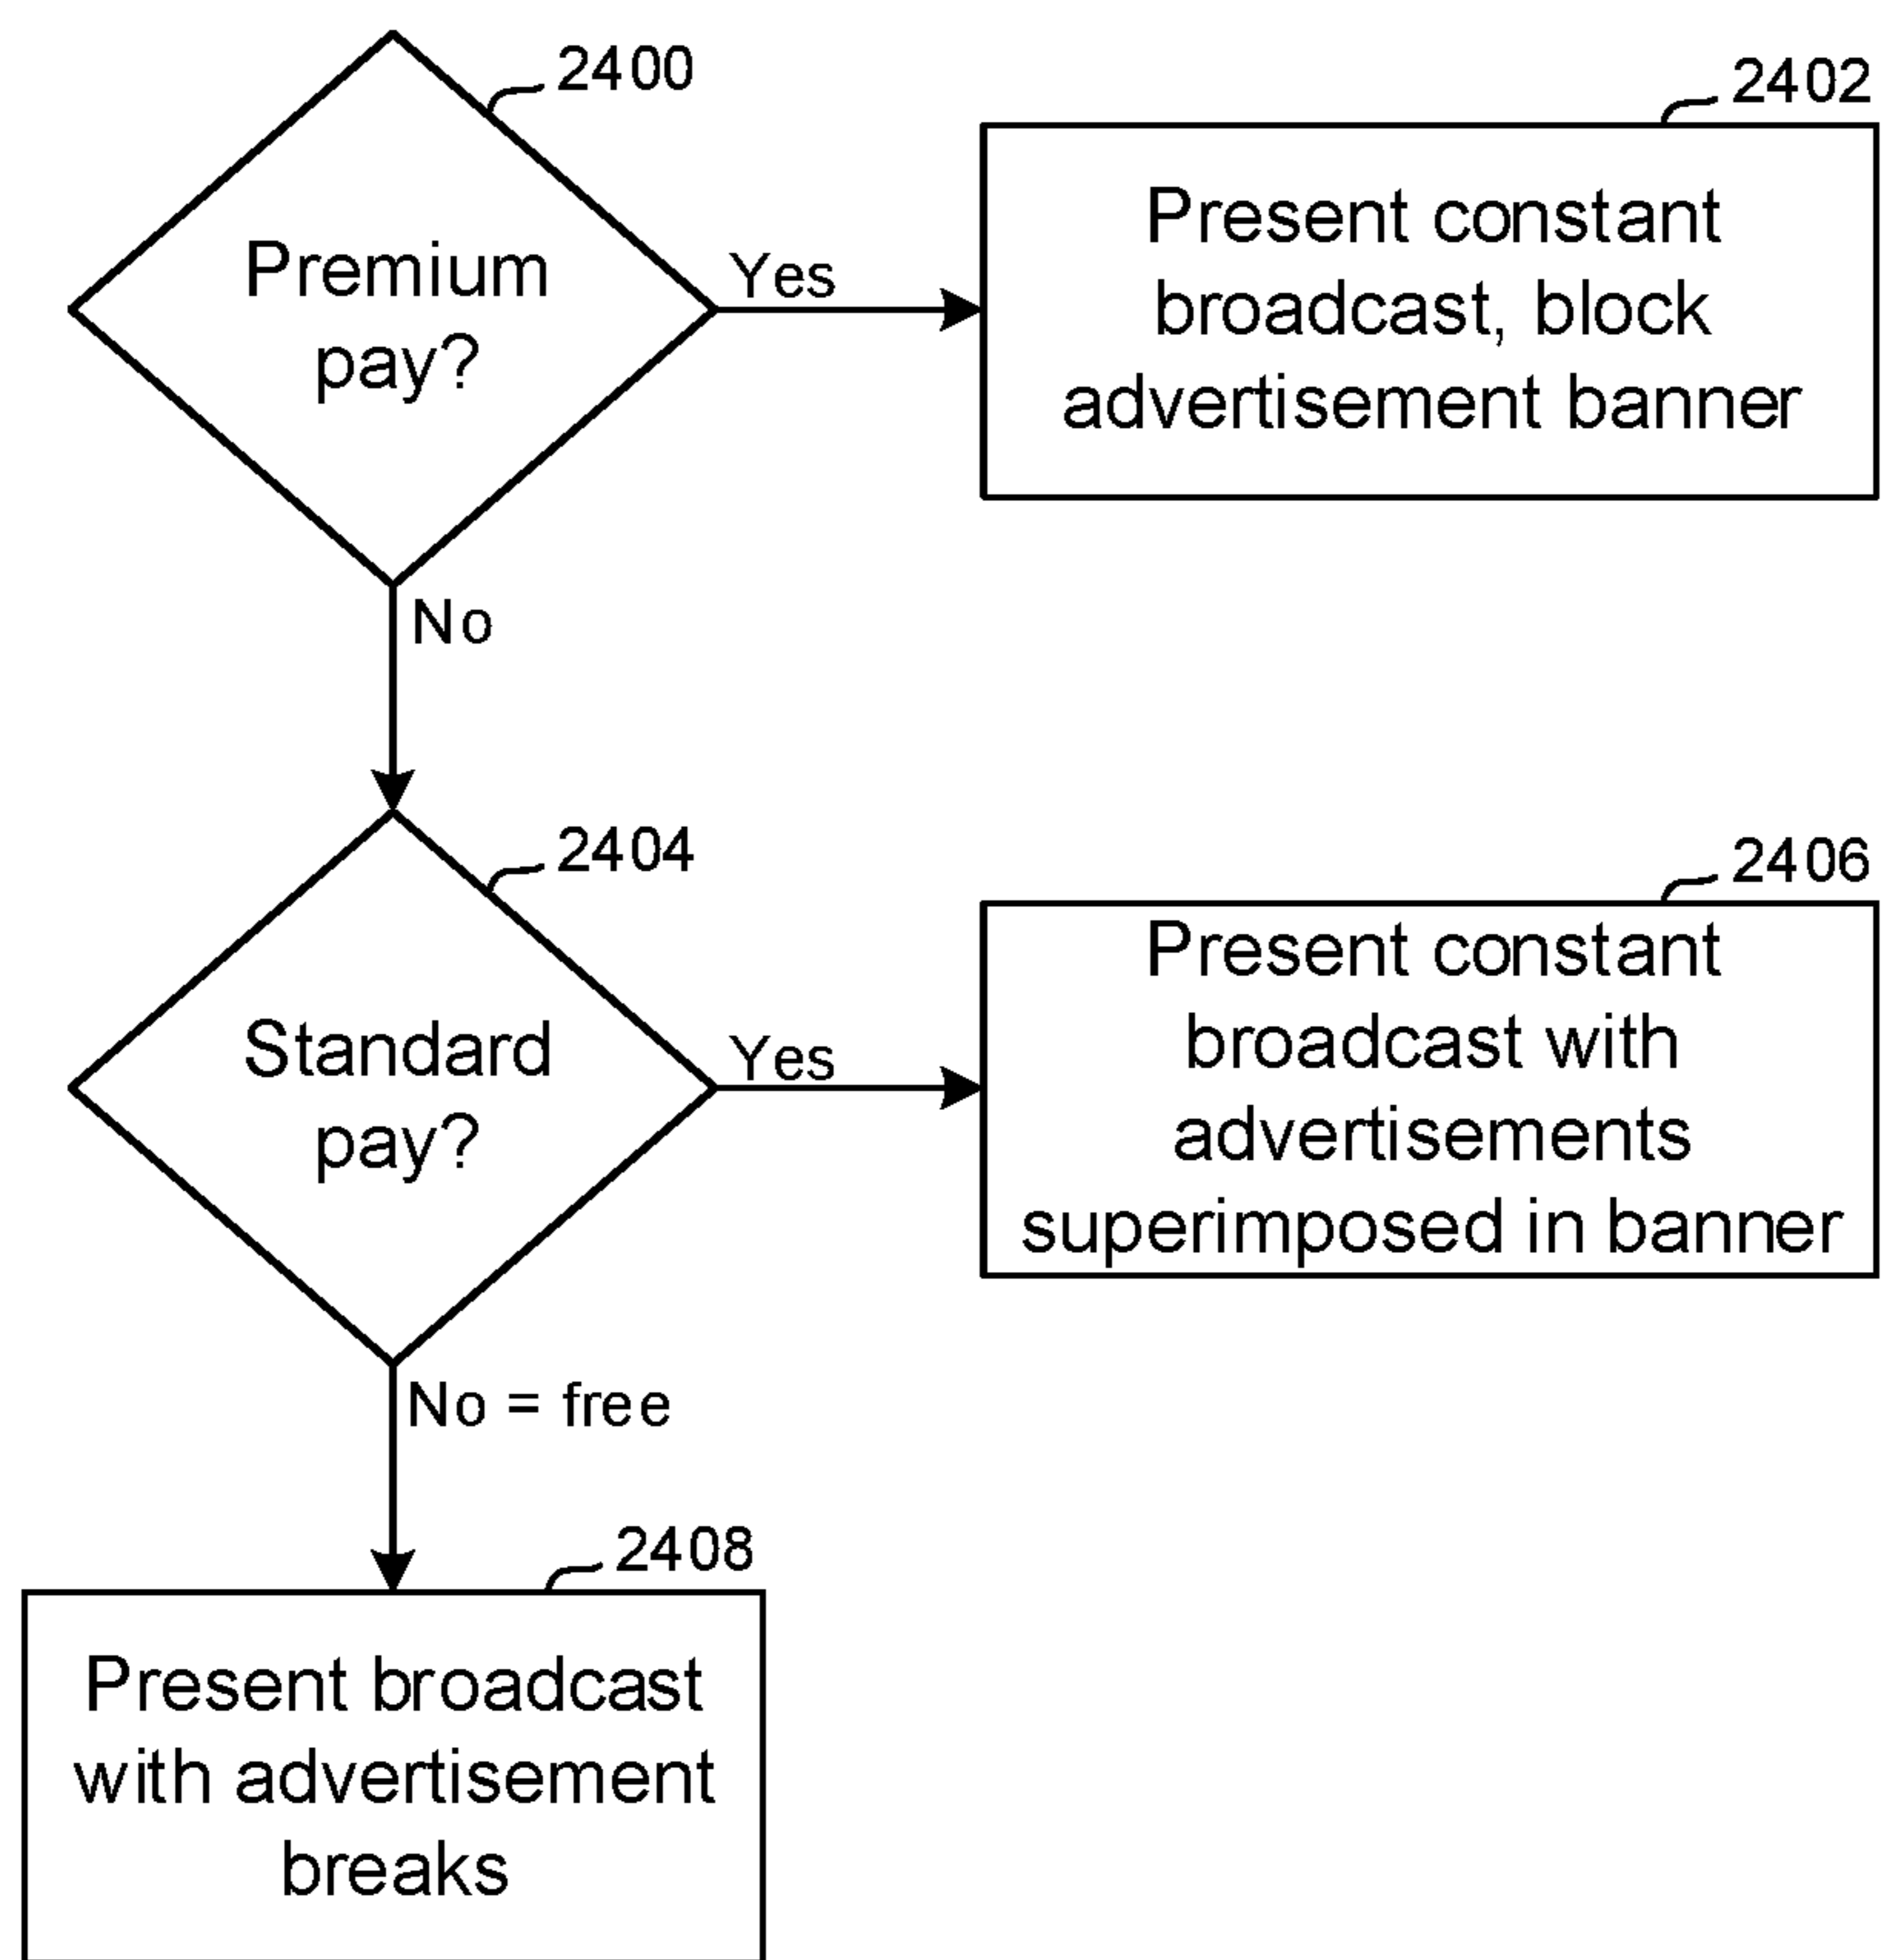 2400
Premium
pay?
Yes
2402
Present constant
broadcast, block
advertisement banner
No
2404
Standard
pay?
Yes
2406
Present constant
broadcast with
advertisements
superimposed in banner
No = free
2408
Present broadcast
with advertisement
breaks